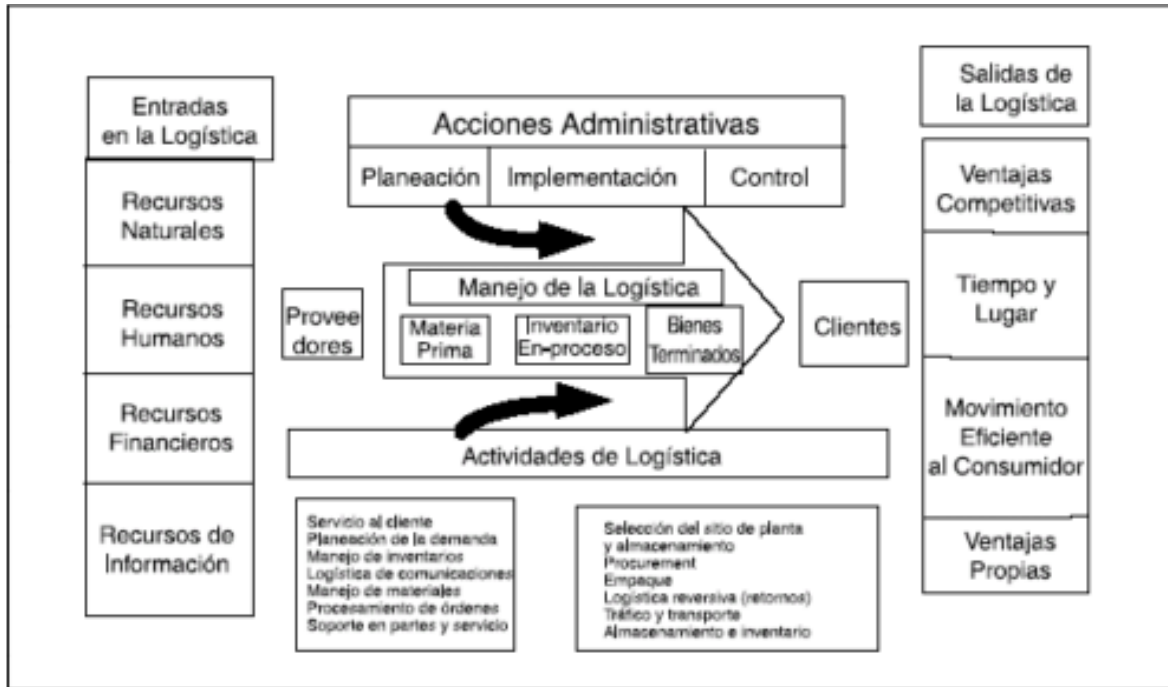 Entradas
en la Logística
Recursos
Naturales
Recursos
Humanos
Recursos
Financieros
Recursos de
Información
Acciones Administrativas
Planeación
Implementación
Control
Provee
dores
Manejo de la Logística
Materia
Prima
Inventario
En-proceso
Bienes
Terminados
Clientes
Actividades de Logística
Servicio al cliente
Planeación de la demanda
Manejo de inventarios
Logística de comunicaciones
Manejo de materiales
Procesamiento de órdenes
Soporte en partes y servicio
Selección del sitio de planta
y almacenamiento
Procurement
Empaque
Logística reversiva (retornos)
Tráfico y transporte
Almacenamiento e inventario
Salidas de
la Logística
Ventajas
Competitivas
Tiempo y
Lugar
Movimiento
Eficiente
al Consumidor
Ventajas
Propias